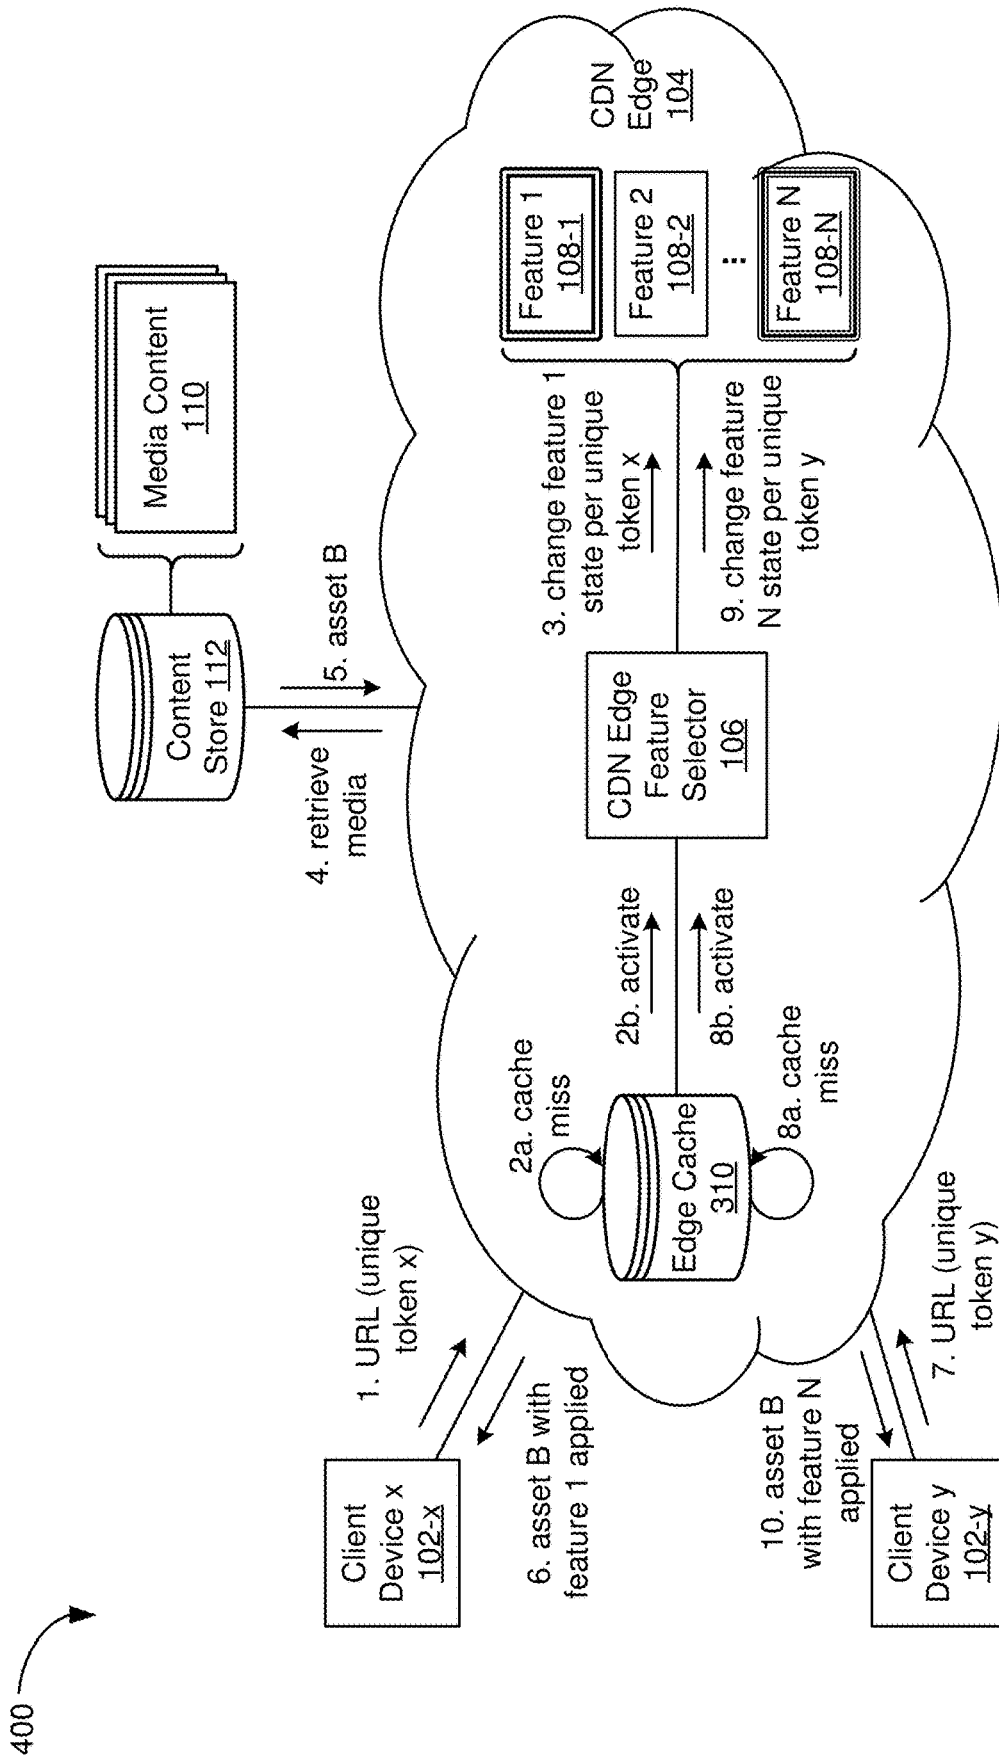 400
Client
Device x
102-x
1. URL (unique
token x)
6. asset B with
feature 1 applied
Client
Device y
102-y
7. URL (unique
token y)
10. asset B
with feature N
applied
2a. cache
miss
Edge Cache
310
8a. cache
miss
2b. activate
8b. activate
CDN Edge
Feature
Selector
106
4. retrieve
media
5. asset B
Content
Store 112
Media Content
110
3. change feature 1
state per unique
token x
9. change feature
N state per unique
token y
Feature 1
108-1
Feature 2
108-2
...
Feature N
108-N
CDN
Edge
104